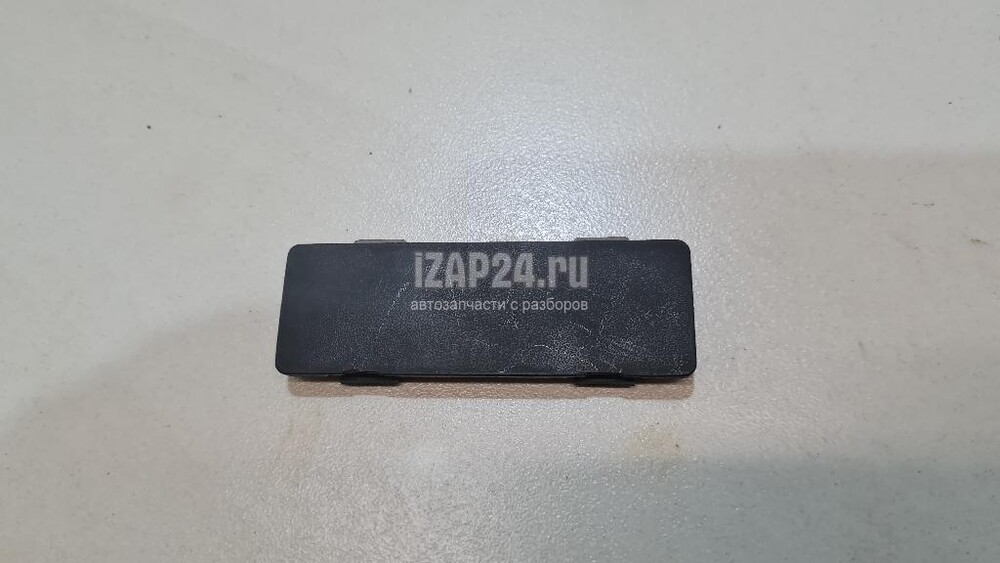 iZAP24.ru
автозапчасти с разборов